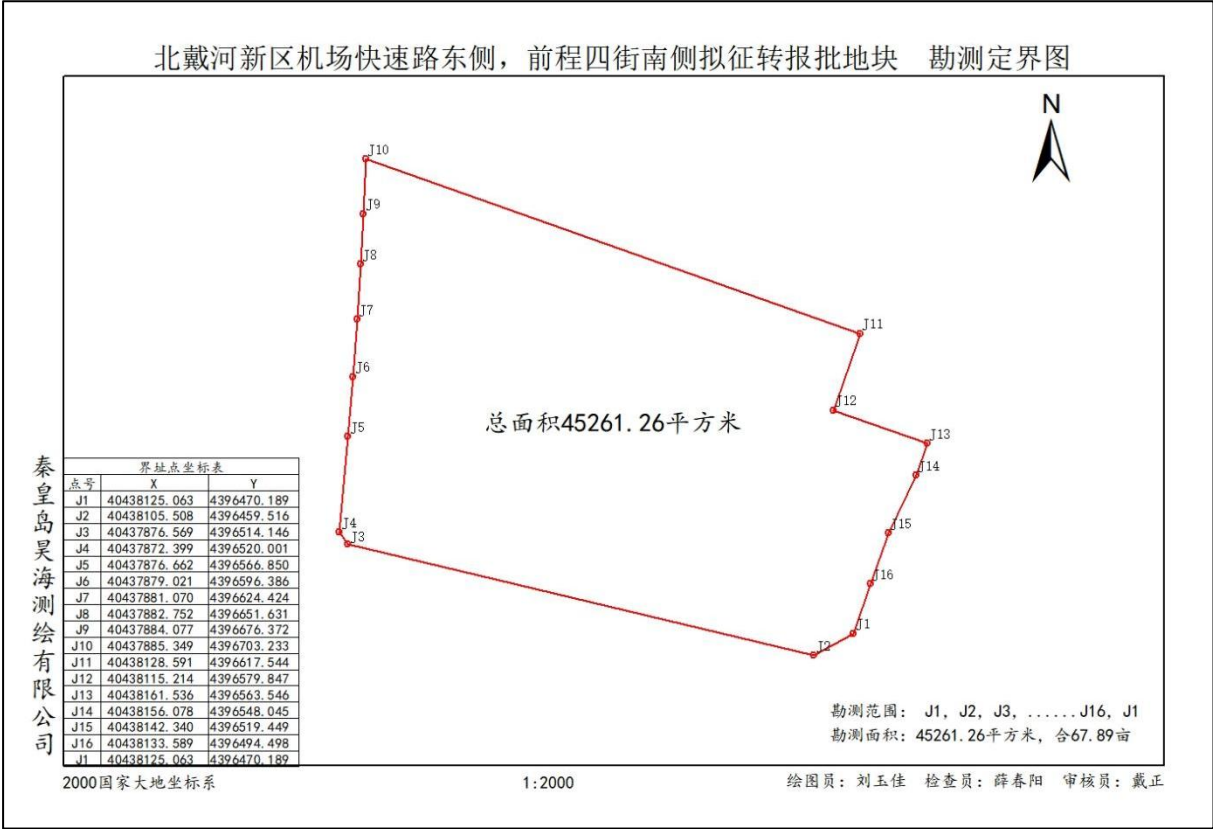 北戴河新区机场快速路东侧，前程四街南侧拟征转报批地块 勘测定界图
N
J10
J9
J8
J7
J11
J6
J12
总面积45261.26平方米
J5
J13
J14
J4
J3
J15
J16
J1
J2
秦皇岛昊海测绘有限公司
界址点坐标表
点号 X Y
J1 40438125.063 4396470.189
J2 40438105.508 4396459.516
J3 40437876.569 4396514.146
J4 40437872.399 4396520.001
J5 40437876.662 4396566.850
J6 40437879.021 4396596.386
J7 40437881.070 4396624.424
J8 40437882.752 4396651.631
J9 40437884.077 4396676.372
J10 40437885.349 4396703.233
J11 40438128.591 4396617.544
J12 40438115.214 4396579.847
J13 40438161.536 4396563.546
J14 40438156.078 4396548.045
J15 40438142.340 4396519.449
J16 40438133.589 4396494.498
J1 40438125.063 4396470.189
勘测范围： J1, J2, J3, ......J16, J1
勘测面积：45261.26平方米，合67.89亩
2000国家大地坐标系
1:2000
绘图员：刘玉佳 检查员：薛春阳 审核员：戴正